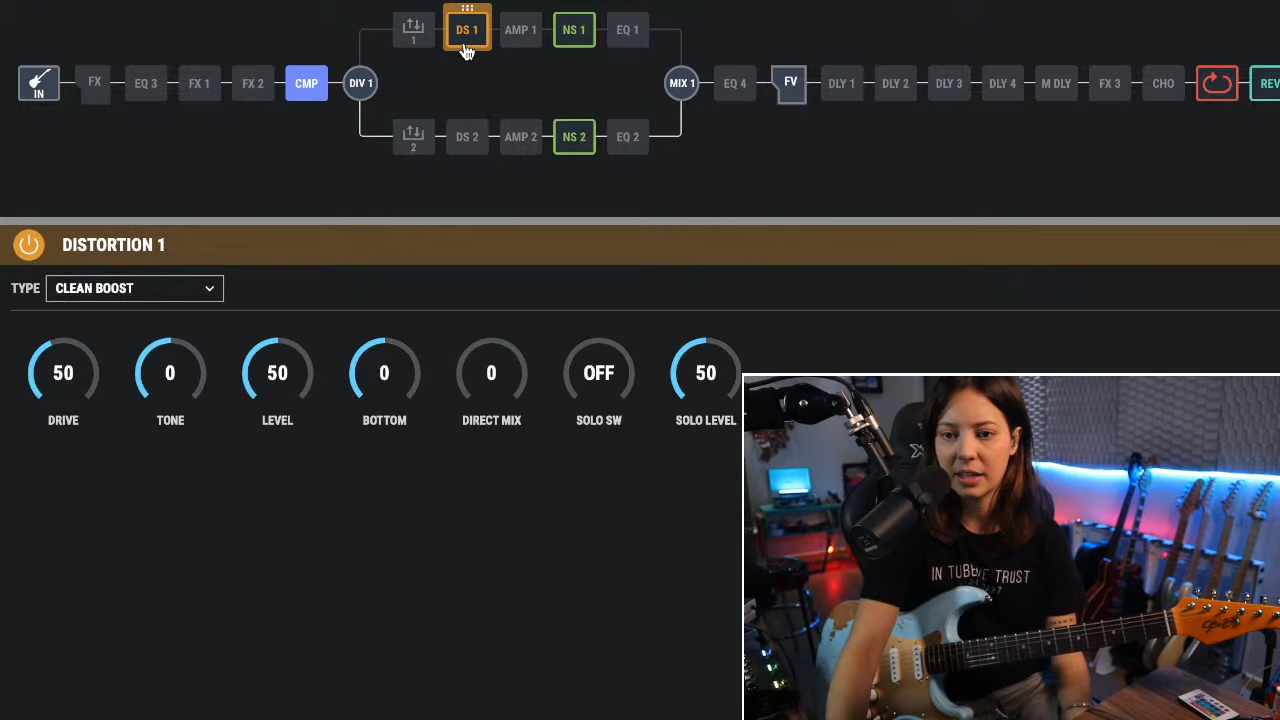 DS 1
AMP 1
NS 1
EQ 1
1
IN
FX
EQ 3
FX 1
FX 2
CMP
DIV 1
MIX 1
EQ 4
FV
DLY 1
DLY 2
DLY 3
DLY 4
M DLY
FX 3
CHO
REV
2
DS 2
AMP 2
NS 2
EQ 2
DISTORTION 1
TYPE CLEAN BOOST
50 0 50 0 0 OFF 50
DRIVE TONE LEVEL BOTTOM DIRECT MIX SOLO SW SOLO LEVEL
IN TUBE WE TRUST